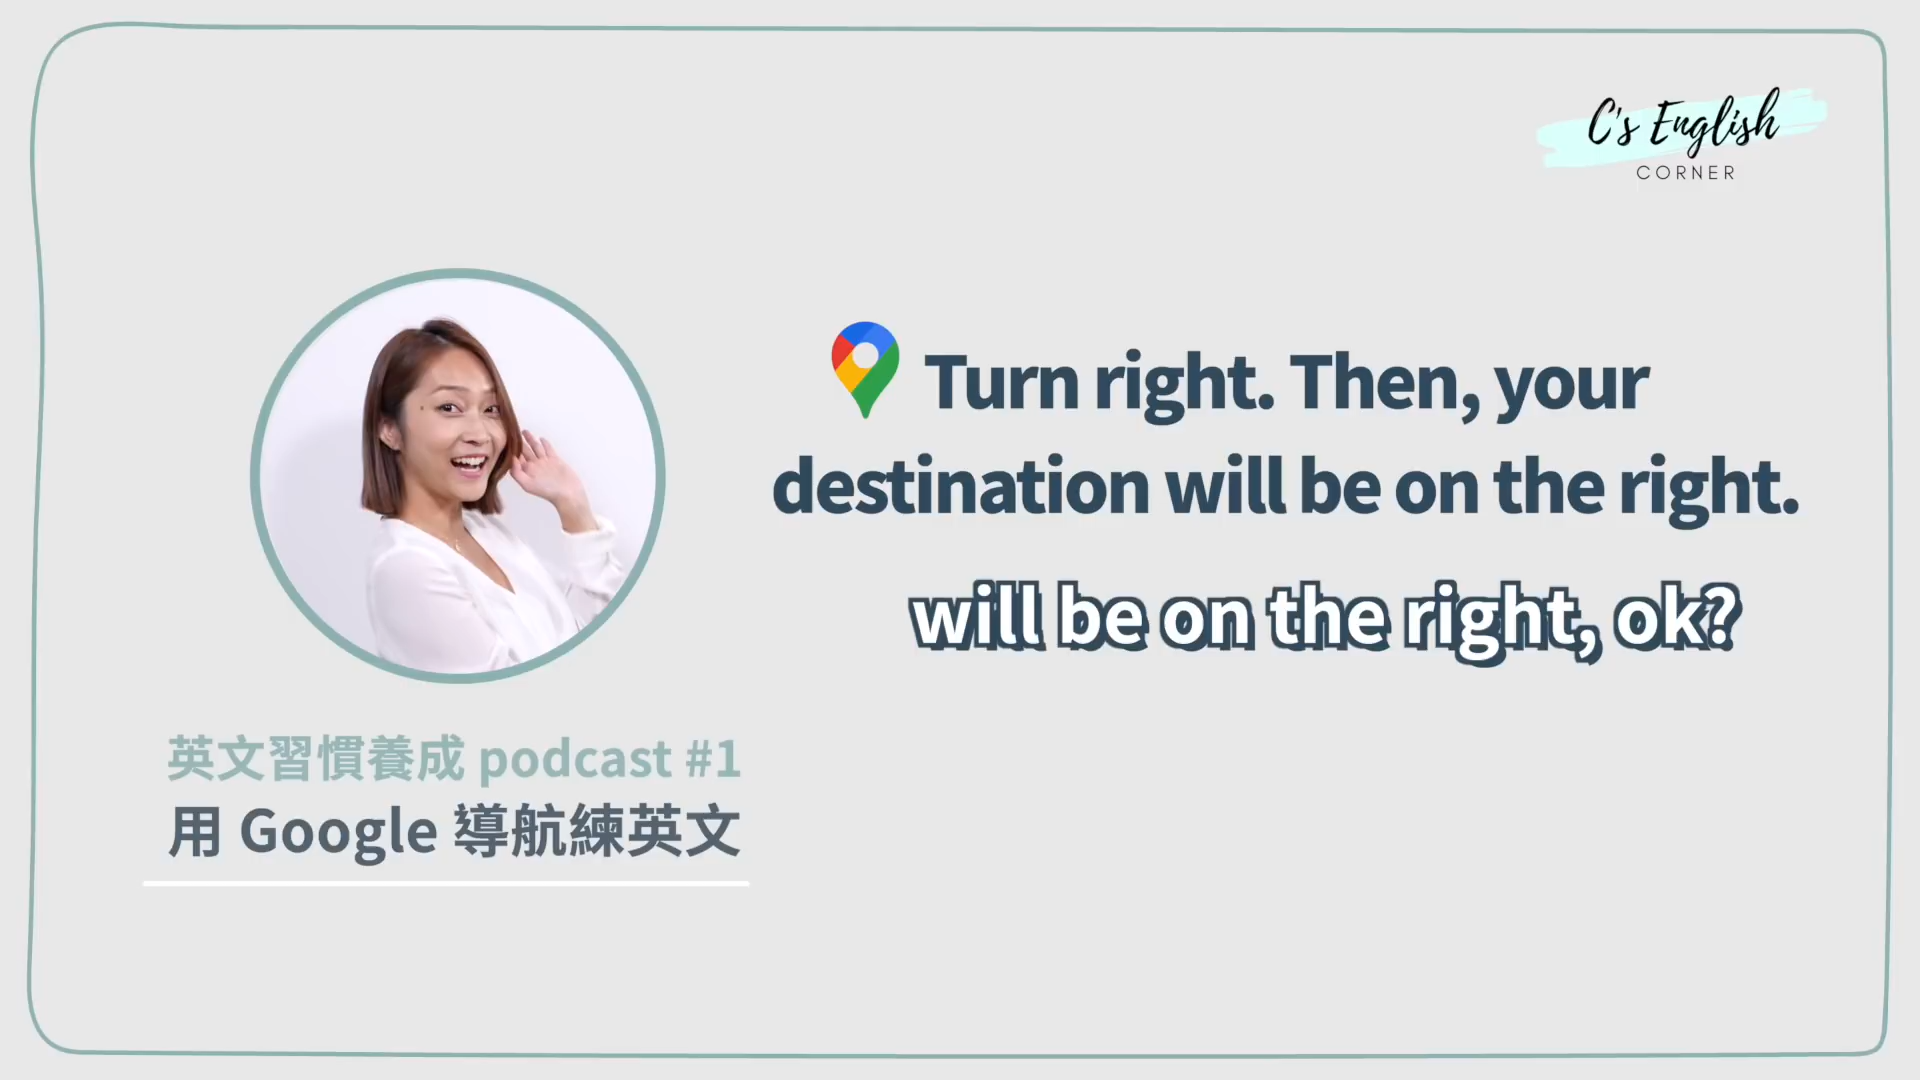 C's English
CORNER
Turn right. Then, your
destination will be on the right.
will be on the right, ok?
英文習慣養成 podcast #1
用 Google 導航練英文